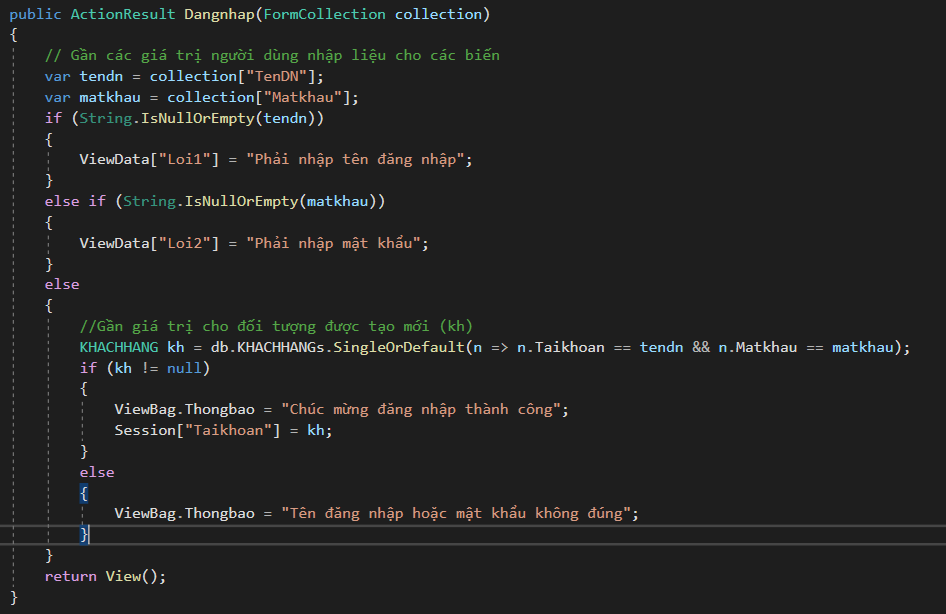 public ActionResult Dangnhap(FormCollection collection)
{
// Gần các giá trị người dùng nhập liệu cho các biến
var tendn = collection["TenDN"];
var matkhau = collection["Matkhau"];
if (String.IsNullOrEmpty(tendn))
{
ViewData["Loi1"] = "Phải nhập tên đăng nhập";
}
else if (String.IsNullOrEmpty(matkhau))
{
ViewData["Loi2"] = "Phải nhập mật khẩu";
}
else
{
//Gần giá trị cho đối tượng được tạo mới (kh)
KHACHHANG kh = db.KHACHHANGs.SingleOrDefault(n => n.Taikhoan == tendn && n.Matkhau == matkhau);
if (kh != null)
{
ViewBag.Thongbao = "Chúc mừng đăng nhập thành công";
Session["Taikhoan"] = kh;
}
else
{
ViewBag.Thongbao = "Tên đăng nhập hoặc mật khẩu không đúng";
}
}
return View();
}